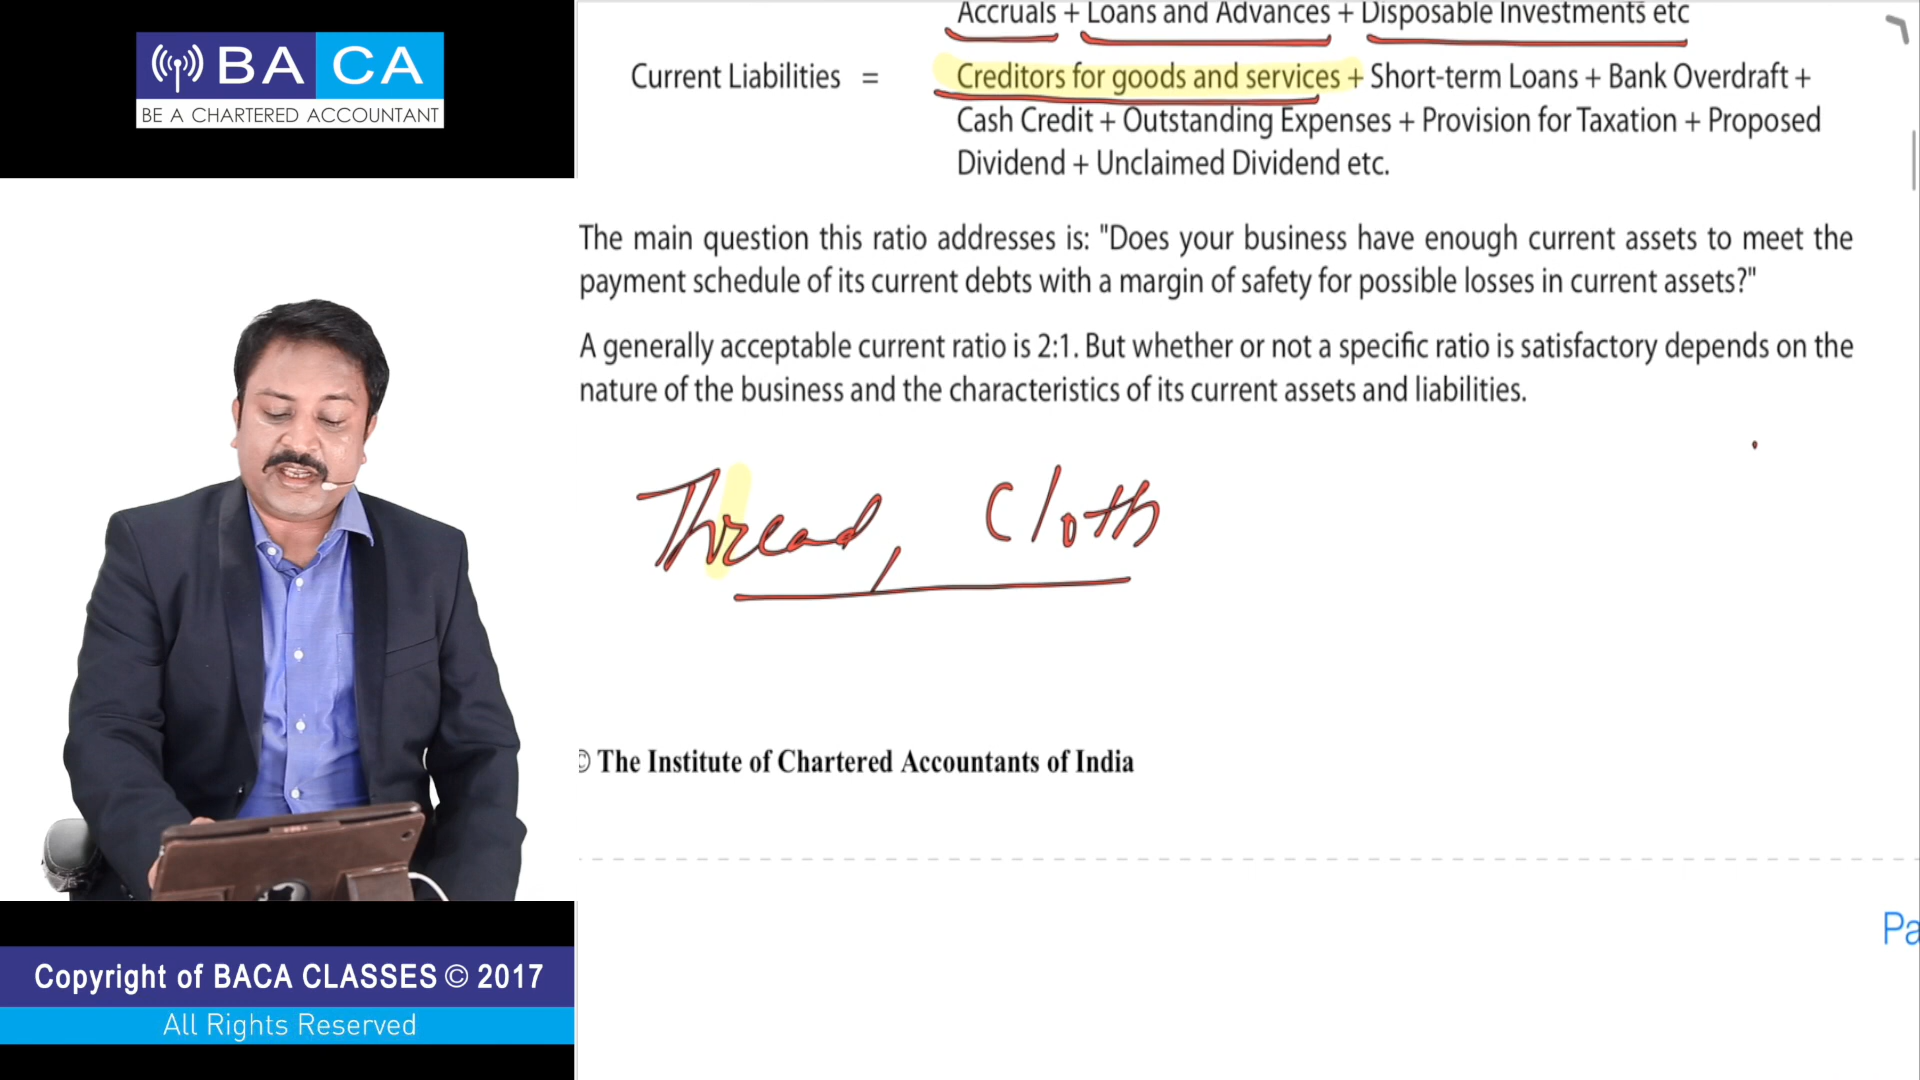 BA CA
BE A CHARTERED ACCOUNTANT
Accruals + Loans and Advances + Disposable Investments etc
Current Liabilities = Creditors for goods and services + Short-term Loans + Bank Overdraft +
Cash Credit + Outstanding Expenses + Provision for Taxation + Proposed
Dividend + Unclaimed Dividend etc.
The main question this ratio addresses is: "Does your business have enough current assets to meet the
payment schedule of its current debts with a margin of safety for possible losses in current assets?"
A generally acceptable current ratio is 2:1. But whether or not a specific ratio is satisfactory depends on the
nature of the business and the characteristics of its current assets and liabilities.
Thread, Cloth
© The Institute of Chartered Accountants of India
Pa
Copyright of BACA CLASSES © 2017
All Rights Reserved